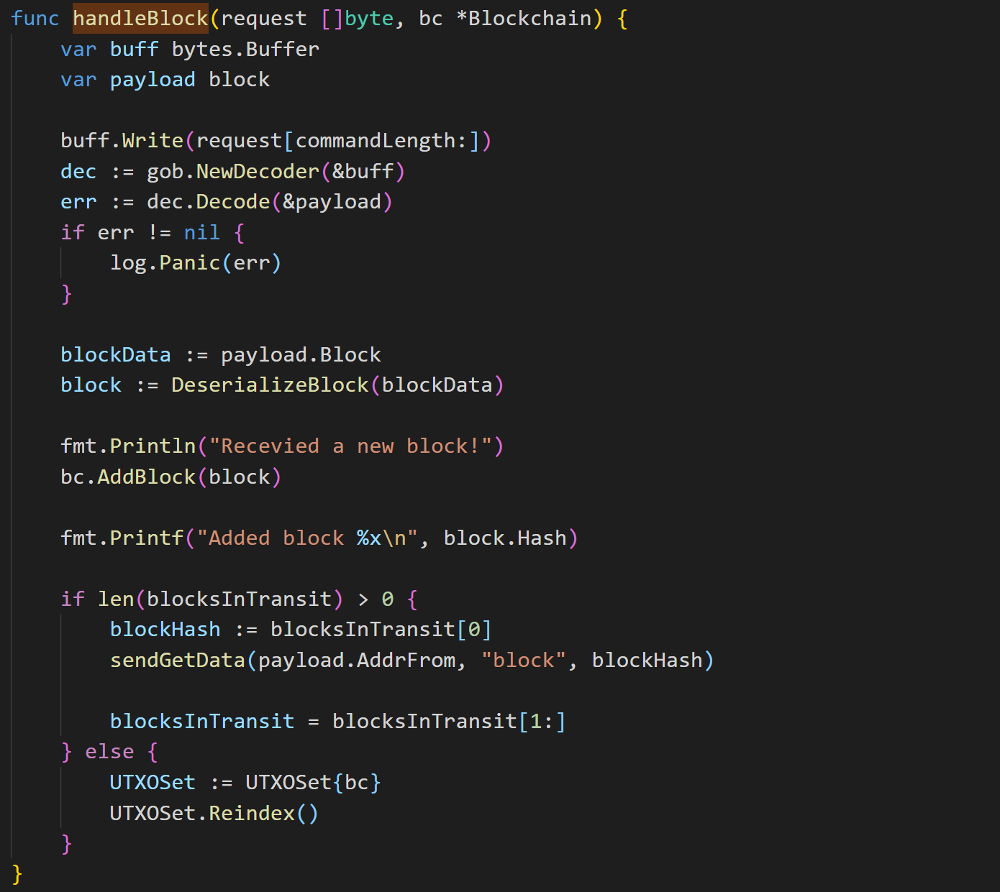 func handleBlock(request []byte, bc *Blockchain) {
    var buff bytes.Buffer
    var payload block

    buff.Write(request[commandLength:])
    dec := gob.NewDecoder(&buff)
    err := dec.Decode(&payload)
    if err != nil {
        log.Panic(err)
    }

    blockData := payload.Block
    block := DeserializeBlock(blockData)

    fmt.Println("Recevied a new block!")
    bc.AddBlock(block)

    fmt.Printf("Added block %x\n", block.Hash)

    if len(blocksInTransit) > 0 {
        blockHash := blocksInTransit[0]
        sendGetData(payload.AddrFrom, "block", blockHash)

        blocksInTransit = blocksInTransit[1:]
    } else {
        UTXOSet := UTXOSet{bc}
        UTXOSet.Reindex()
    }
}